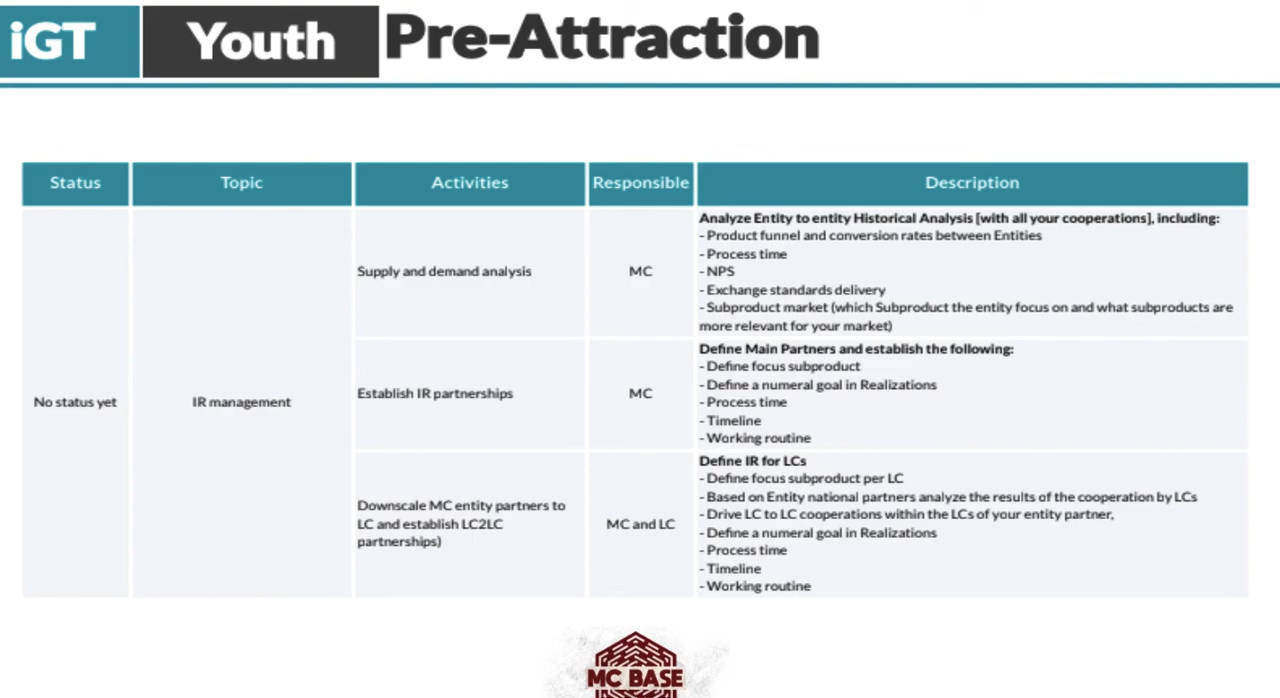 iGT Youth Pre-Attraction
Status Topic Activities Responsible Description
No status yet
IR management
Supply and demand analysis
MC
Analyze Entity to entity Historical Analysis [with all your cooperations], including:
- Product funnel and conversion rates between Entities
- Process time
- NPS
- Exchange standards delivery
- Subproduct market (which Subproduct the entity focus on and what subproducts are
more relevant for your market)
Establish IR partnerships
MC
Define Main Partners and establish the following:
- Define focus subproduct
- Define a numeral goal in Realizations
- Process time
- Timeline
- Working routine
Downscale MC entity partners to
LC and establish LC2LC
partnerships)
MC and LC
Define IR for LCs
- Define focus subproduct per LC
- Based on Entity national partners analyze the results of the cooperation by LCs
- Drive LC to LC cooperations within the LCs of your entity partner,
- Define a numeral goal in Realizations
- Process time
- Timeline
- Working routine
MC BASE